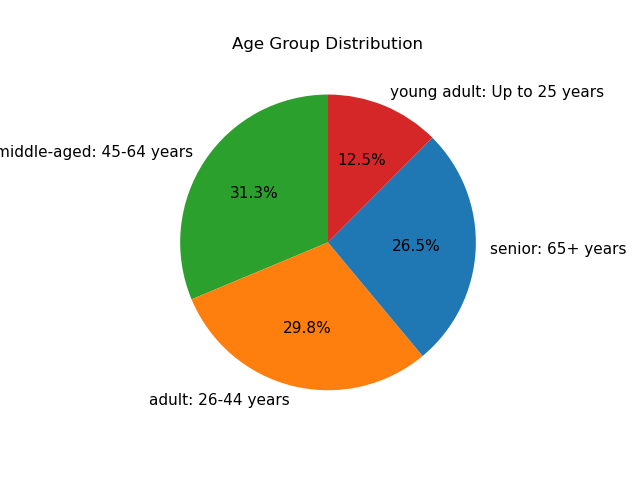 Age Group Distribution
young adult: Up to 25 years
middle-aged: 45-64 years
12.5%
31.3%
26.5%
senior: 65+ years
29.8%
adult: 26-44 years